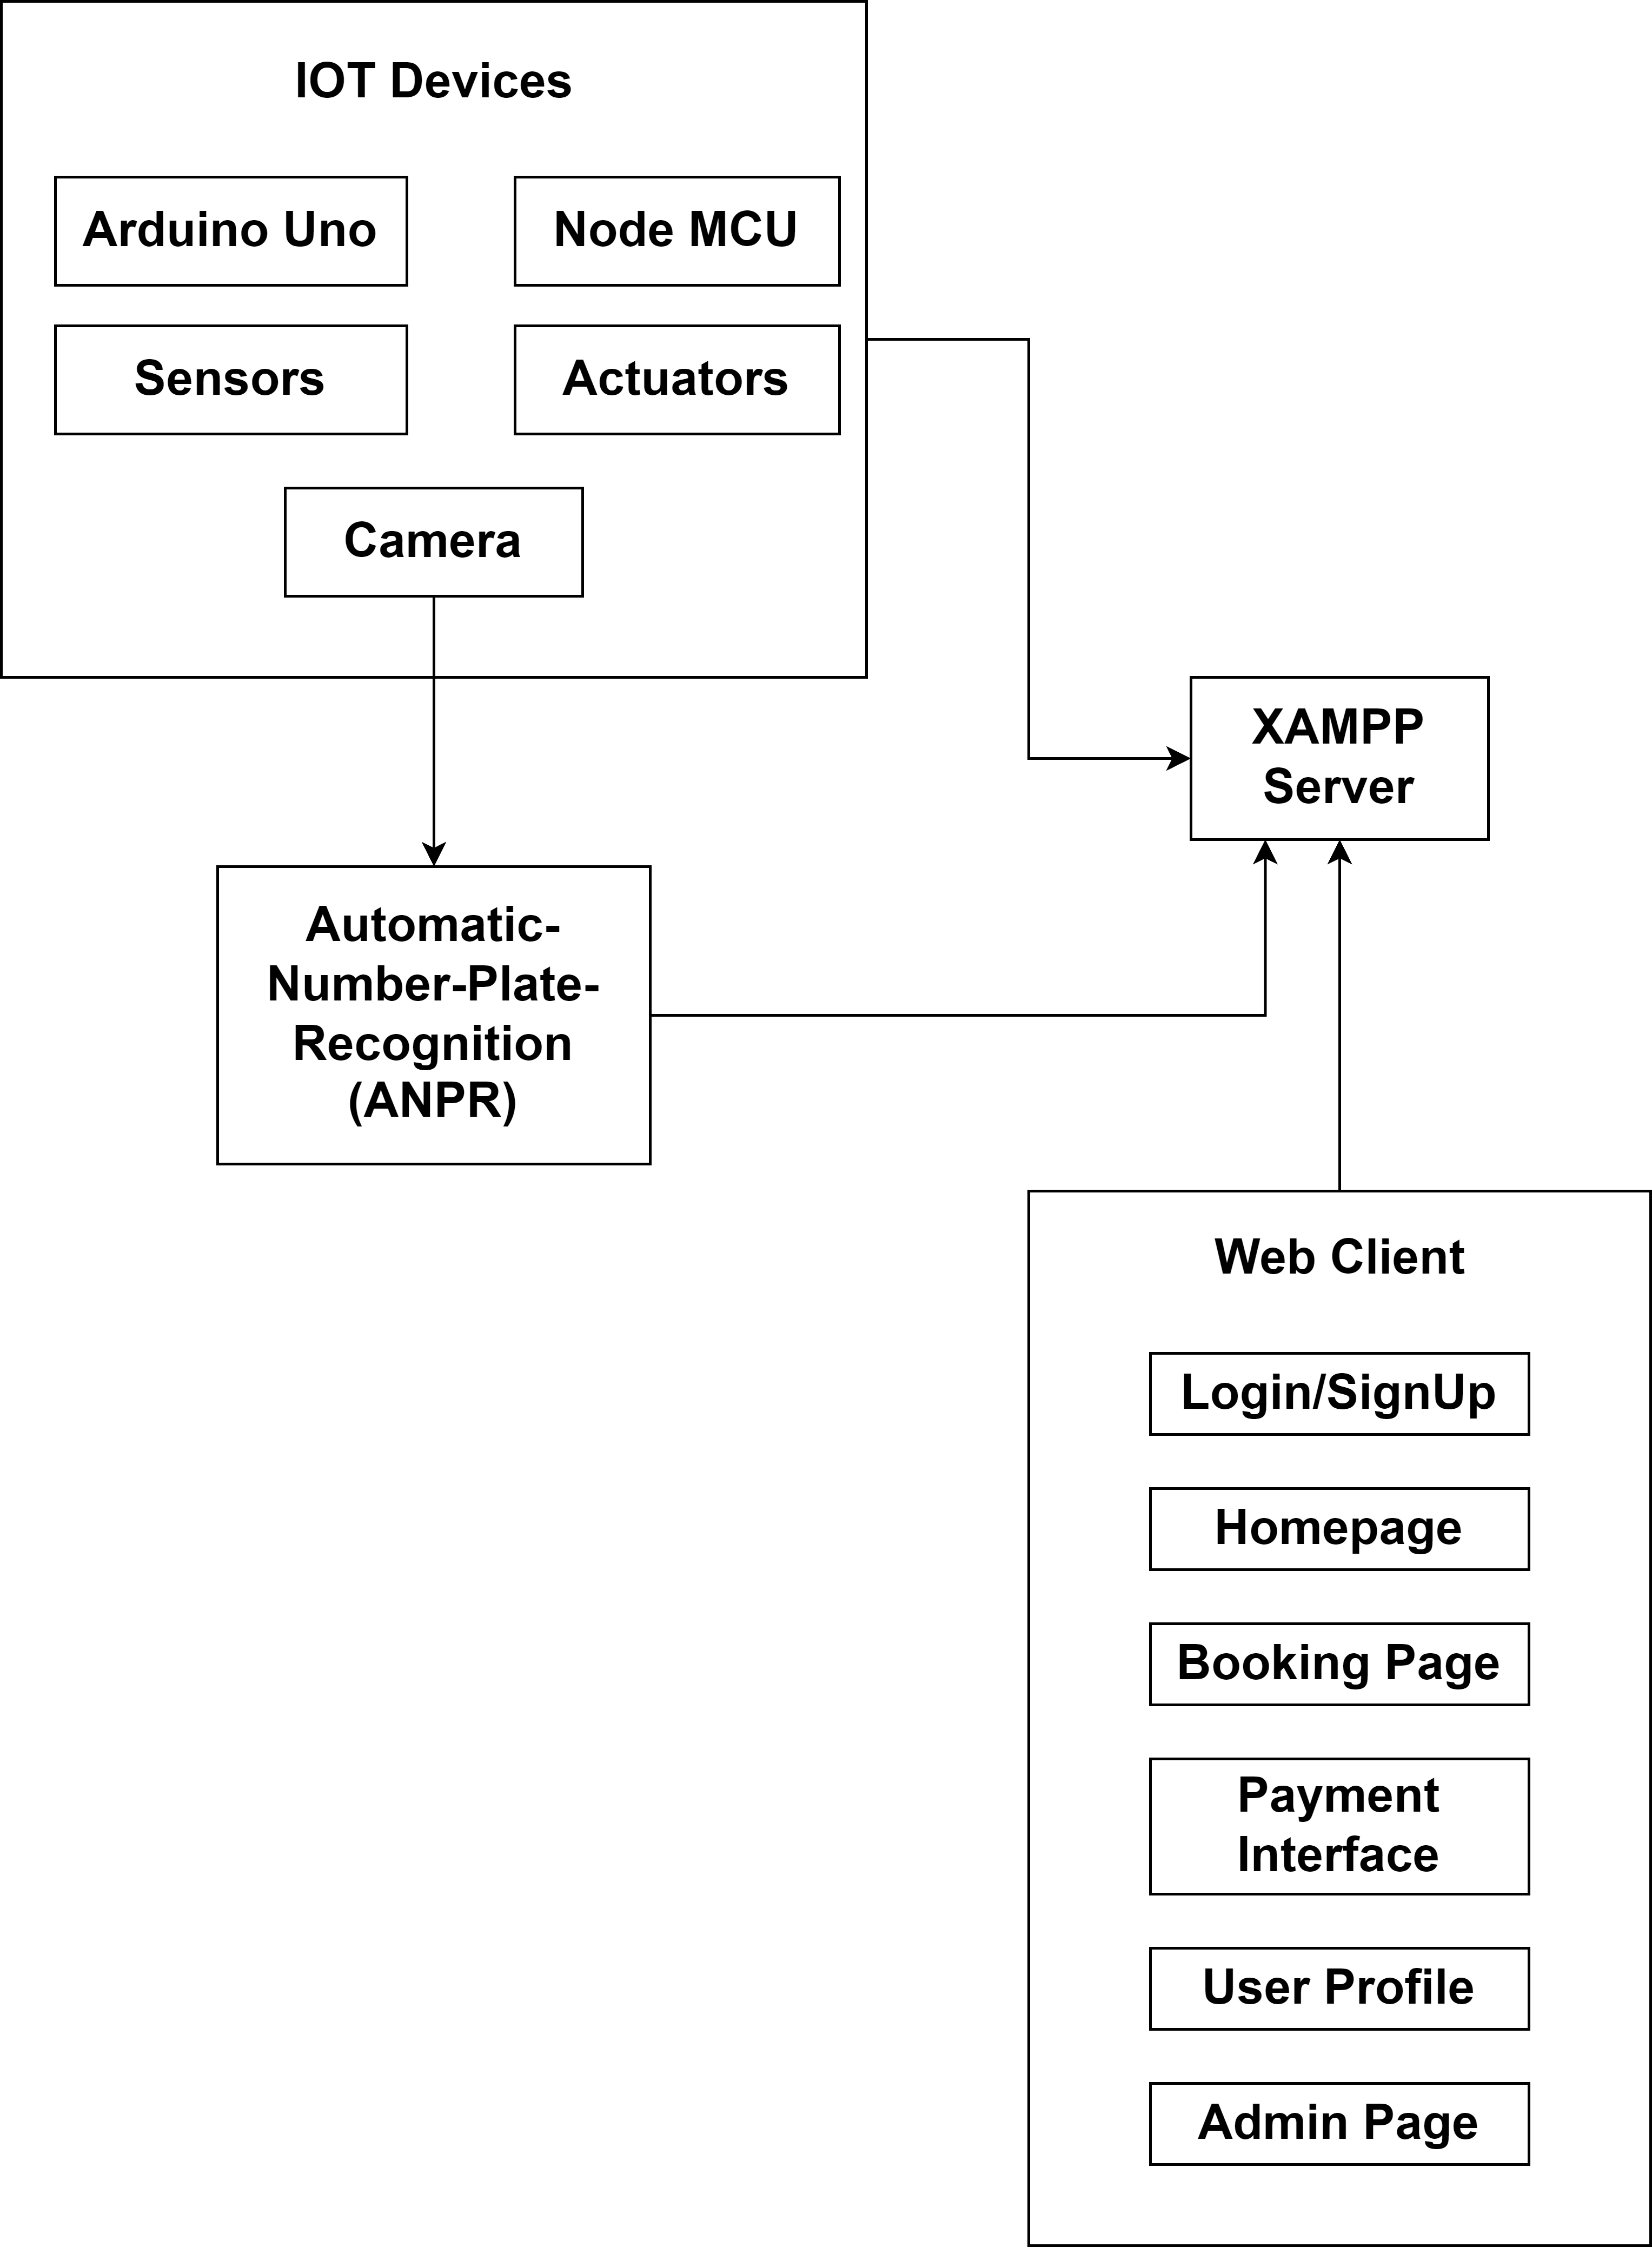 IOT Devices
Arduino Uno
Node MCU
Sensors
Actuators
Camera
XAMPP
Server
Automatic-
Number-Plate-
Recognition
(ANPR)
Web Client
Login/SignUp
Homepage
Booking Page
Payment
Interface
User Profile
Admin Page